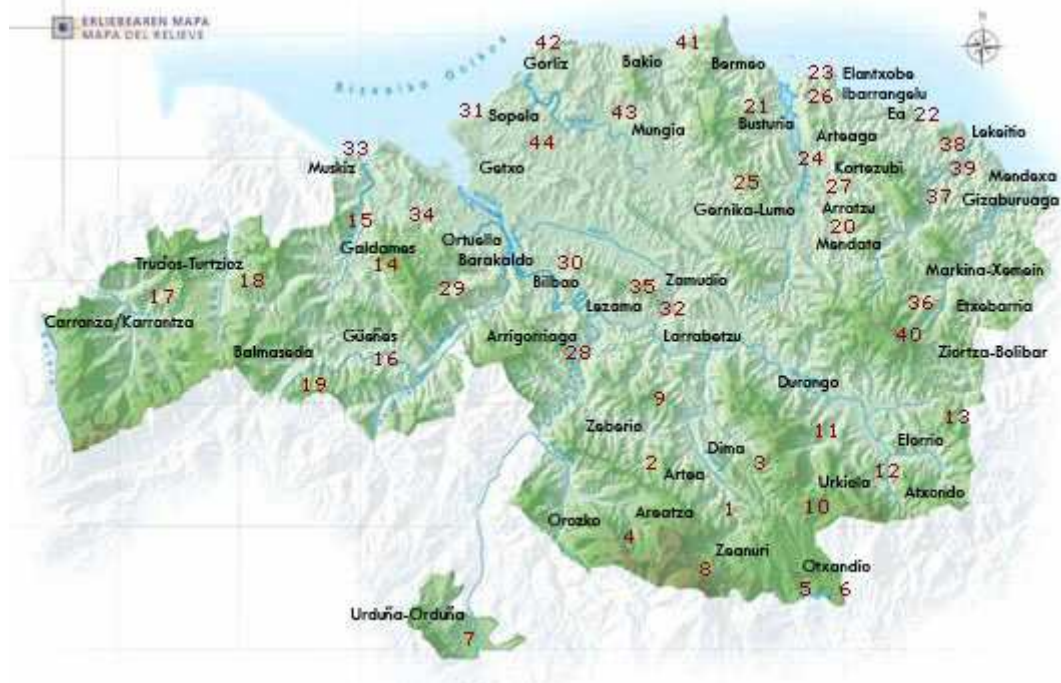 ERLIEBEAREN MAPA
MAPA DEL RELIEVE
N
Bizkaiko Golkoa
42
Gorliz
41
Bakio
Bermeo
23
Elantxobe
26
Ibarrangelu
31
Sopela
43
Mungia
21
Busturia
Ea
22
Arteaga
38
Lekeitio
33
Muskiz
44
Getxo
24
Kortezubi
39
Mendexa
25
Gernika-Lumo
27
Arratzu
37
Gizaburuaga
15
34
Galdames
Ortuella
20
Mendata
14
Barakaldo
30
Bilbao
Trucios-Turtzioz
18
17
29
35
Zamudio
Lezama
32
Markina-Xemein
36
Etxebarria
Carranza/Karrantza
Balmaseda
Güeñes
16
Arrigorriaga
28
Larrabetzu
40
Ziortza-Bolibar
19
Durango
9
Zeberio
11
13
Elorrio
2
Artea
Dima
3
Urkiola
12
Atxondo
Orozko
Areatza
1
10
4
Zeanuri
8
Otxandio
5
6
Urduña-Orduña
7